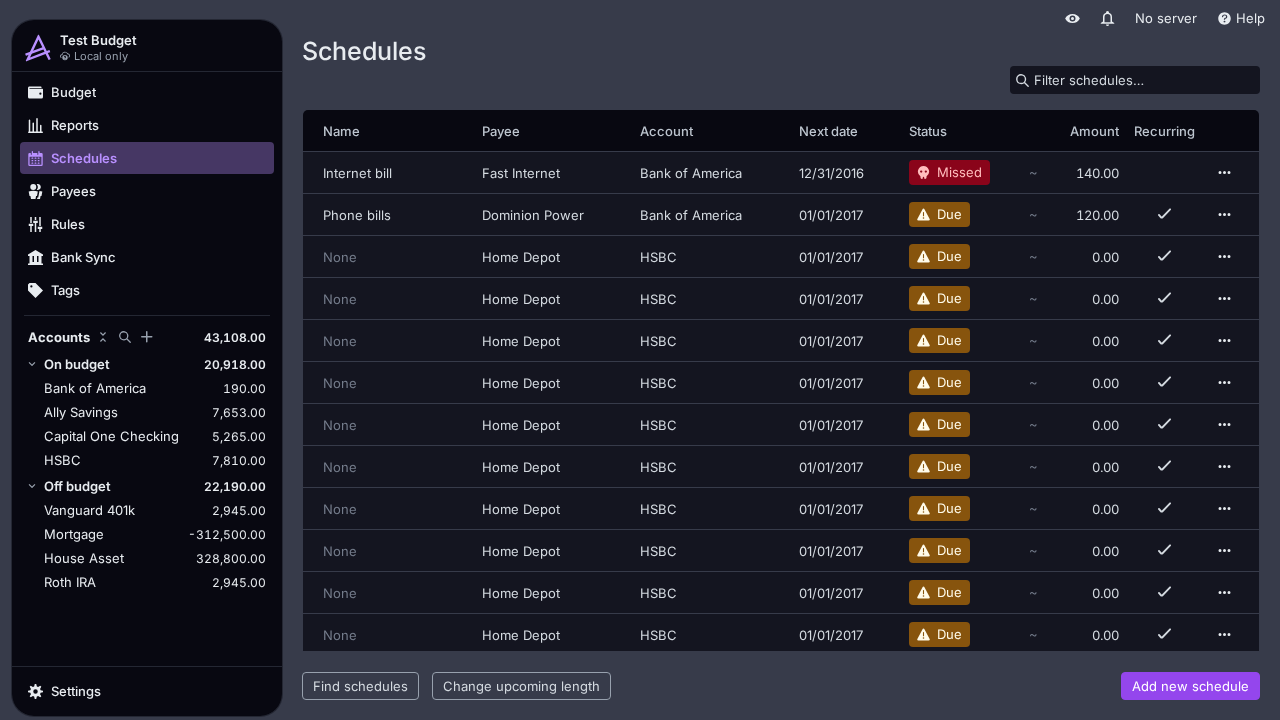 Test Budget
Local only
Budget
Reports
Schedules
Payees
Rules
Bank Sync
Tags
Accounts 43,108.00
On budget 20,918.00
Bank of America 190.00
Ally Savings 7,653.00
Capital One Checking 5,265.00
HSBC 7,810.00
Off budget 22,190.00
Vanguard 401k 2,945.00
Mortgage -312,500.00
House Asset 328,800.00
Roth IRA 2,945.00
Settings
No server Help
Schedules
Filter schedules...
Name Payee Account Next date Status Amount Recurring
Internet bill Fast Internet Bank of America 12/31/2016 Missed ~ 140.00
Phone bills Dominion Power Bank of America 01/01/2017 Due ~ 120.00
None Home Depot HSBC 01/01/2017 Due ~ 0.00
None Home Depot HSBC 01/01/2017 Due ~ 0.00
None Home Depot HSBC 01/01/2017 Due ~ 0.00
None Home Depot HSBC 01/01/2017 Due ~ 0.00
None Home Depot HSBC 01/01/2017 Due ~ 0.00
None Home Depot HSBC 01/01/2017 Due ~ 0.00
None Home Depot HSBC 01/01/2017 Due ~ 0.00
None Home Depot HSBC 01/01/2017 Due ~ 0.00
None Home Depot HSBC 01/01/2017 Due ~ 0.00
None Home Depot HSBC 01/01/2017 Due ~ 0.00
Find schedules Change upcoming length Add new schedule